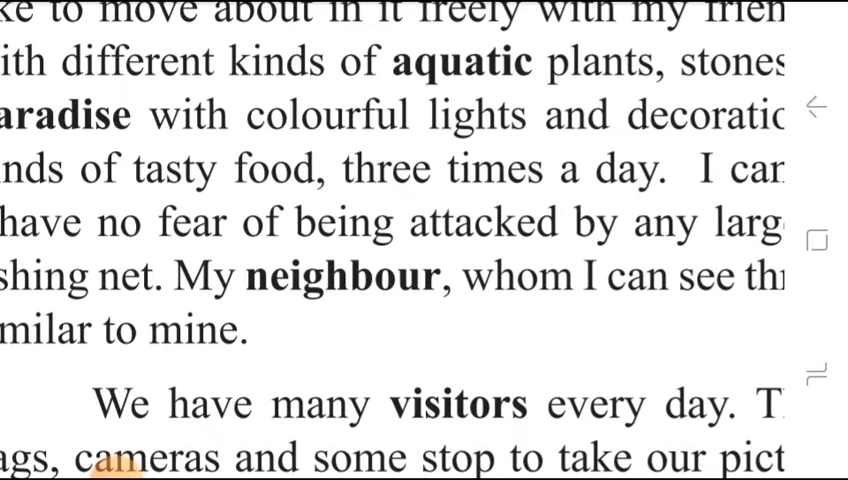 ke to move about in it freely with my frien
ith different kinds of aquatic plants, stones
aradise with colourful lights and decoratic
nds of tasty food, three times a day. I can
have no fear of being attacked by any larg
shing net. My neighbour, whom I can see thr
milar to mine.
We have many visitors every day. T
ags, cameras and some stop to take our pict